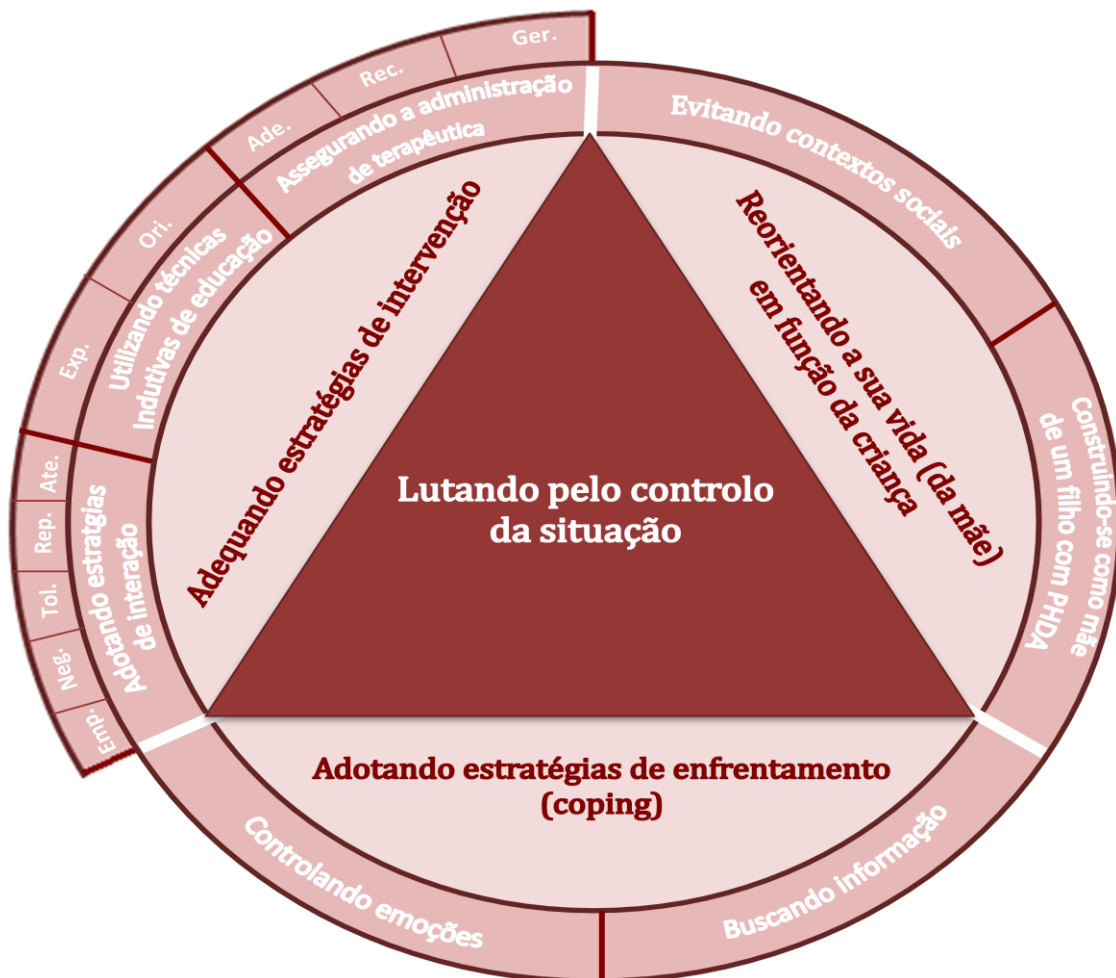 Ger.
Rec.
Ade.
Ori.
Exp.
Ate.
Rep.
Tol.
Neg.
Emp.
Assegurando a administração
de terapêutica
Utilizando técnicas
Indutivas de educação
Adotando estratgias
de interação
Evitando contextos sociais
Construindo-se como mãe
de um filho com PHDA
Buscando informação
Controlando emoções
Adequando estratégias de intervenção
Reorientando a sua vida (da mãe)
em função da criança
Lutando pelo controlo
da situação
Adotando estratégias de enfrentamento
(coping)